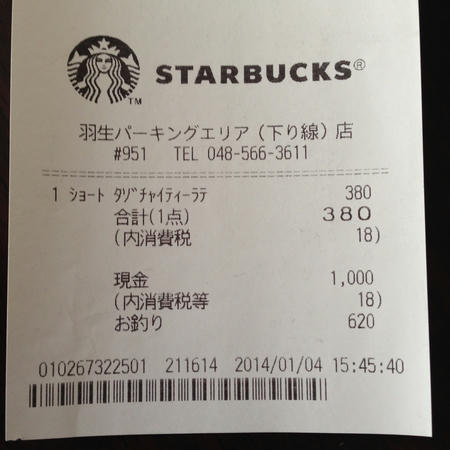 TM
STARBUCKS®
羽生パーキングエリア(下り線)店
#951 TEL 048-566-3611
1 ショート タゾチャイティーラテ 380
合計(1点) 380
(内消費税 18)
現金 1,000
(内消費税等 18)
お釣り 620
010267322501 211614 2014/01/04 15:45:40